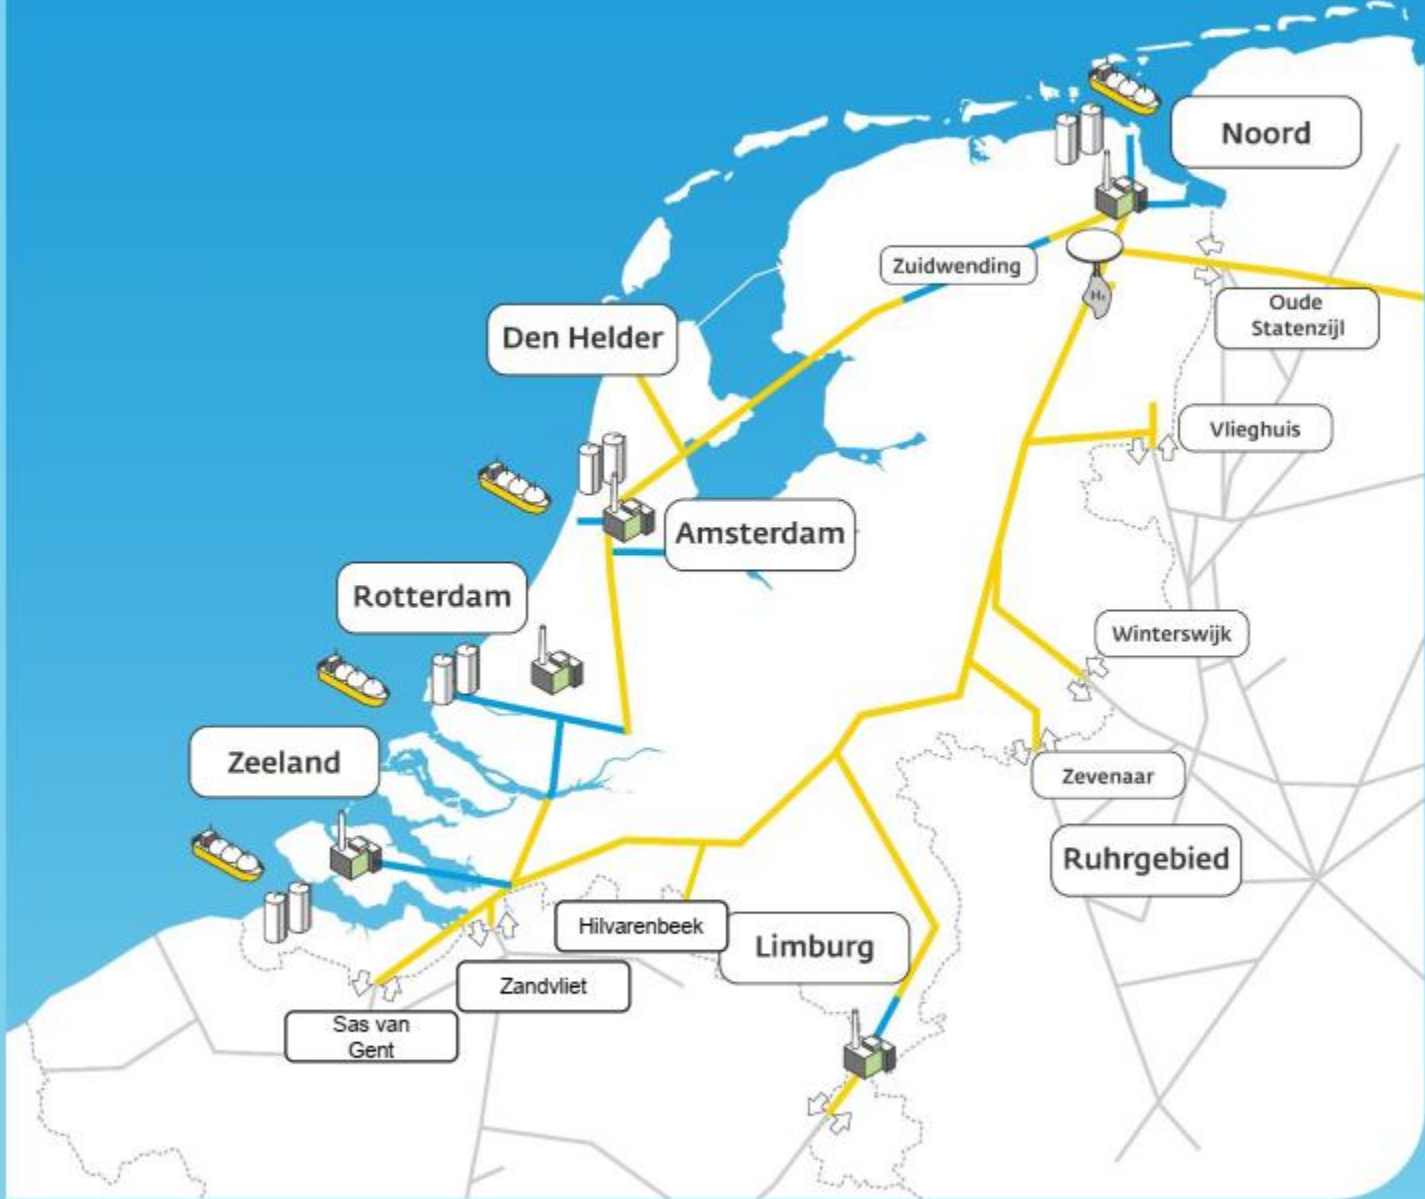 Noord
Zuidwending
Oude
Statenzijl
Den Helder
H₂
Vlieghuis
Amsterdam
Rotterdam
Winterswijk
Zeeland
Zevenaar
Ruhrgebied
Hilvarenbeek
Limburg
Zandvliet
Sas van
Gent